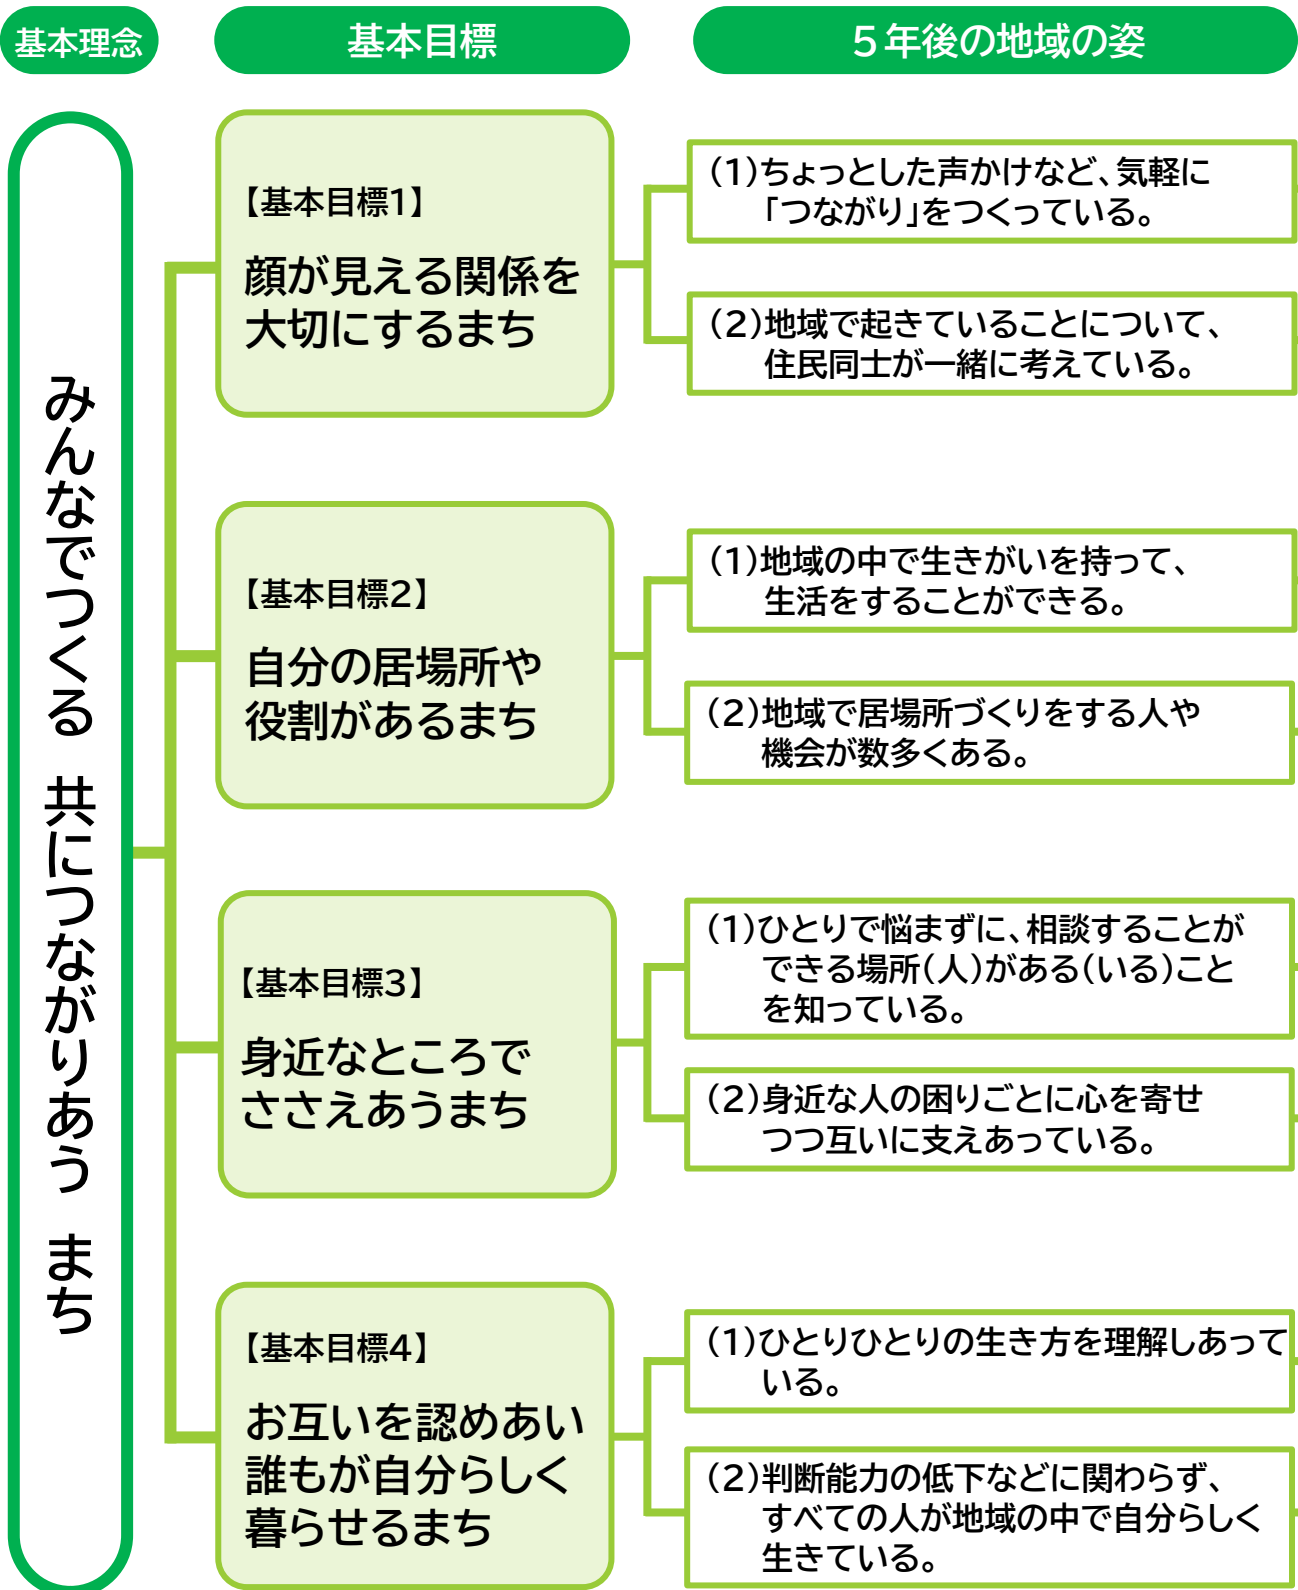 基本理念
基本目標
5年後の地域の姿
みんなでつくる 共につながりあう まち
【基本目標1】
顔が見える関係を
大切にするまち
(1)ちょっとした声かけなど、気軽に
「つながり」をつくっている。
(2)地域で起きていることについて、
住民同士が一緒に考えている。
【基本目標2】
自分の居場所や
役割があるまち
(1)地域の中で生きがいを持って、
生活をすることができる。
(2)地域で居場所づくりをする人や
機会が数多くある。
【基本目標3】
身近なところで
ささえあうまち
(1)ひとりで悩まずに、相談することが
できる場所(人)がある(いる)こと
を知っている。
(2)身近な人の困りごとに心を寄せ
つつ互いに支えあっている。
【基本目標4】
お互いを認めあい
誰もが自分らしく
暮らせるまち
(1)ひとりひとりの生き方を理解しあって
いる。
(2)判断能力の低下などに関わらず、
すべての人が地域の中で自分らしく
生きている。